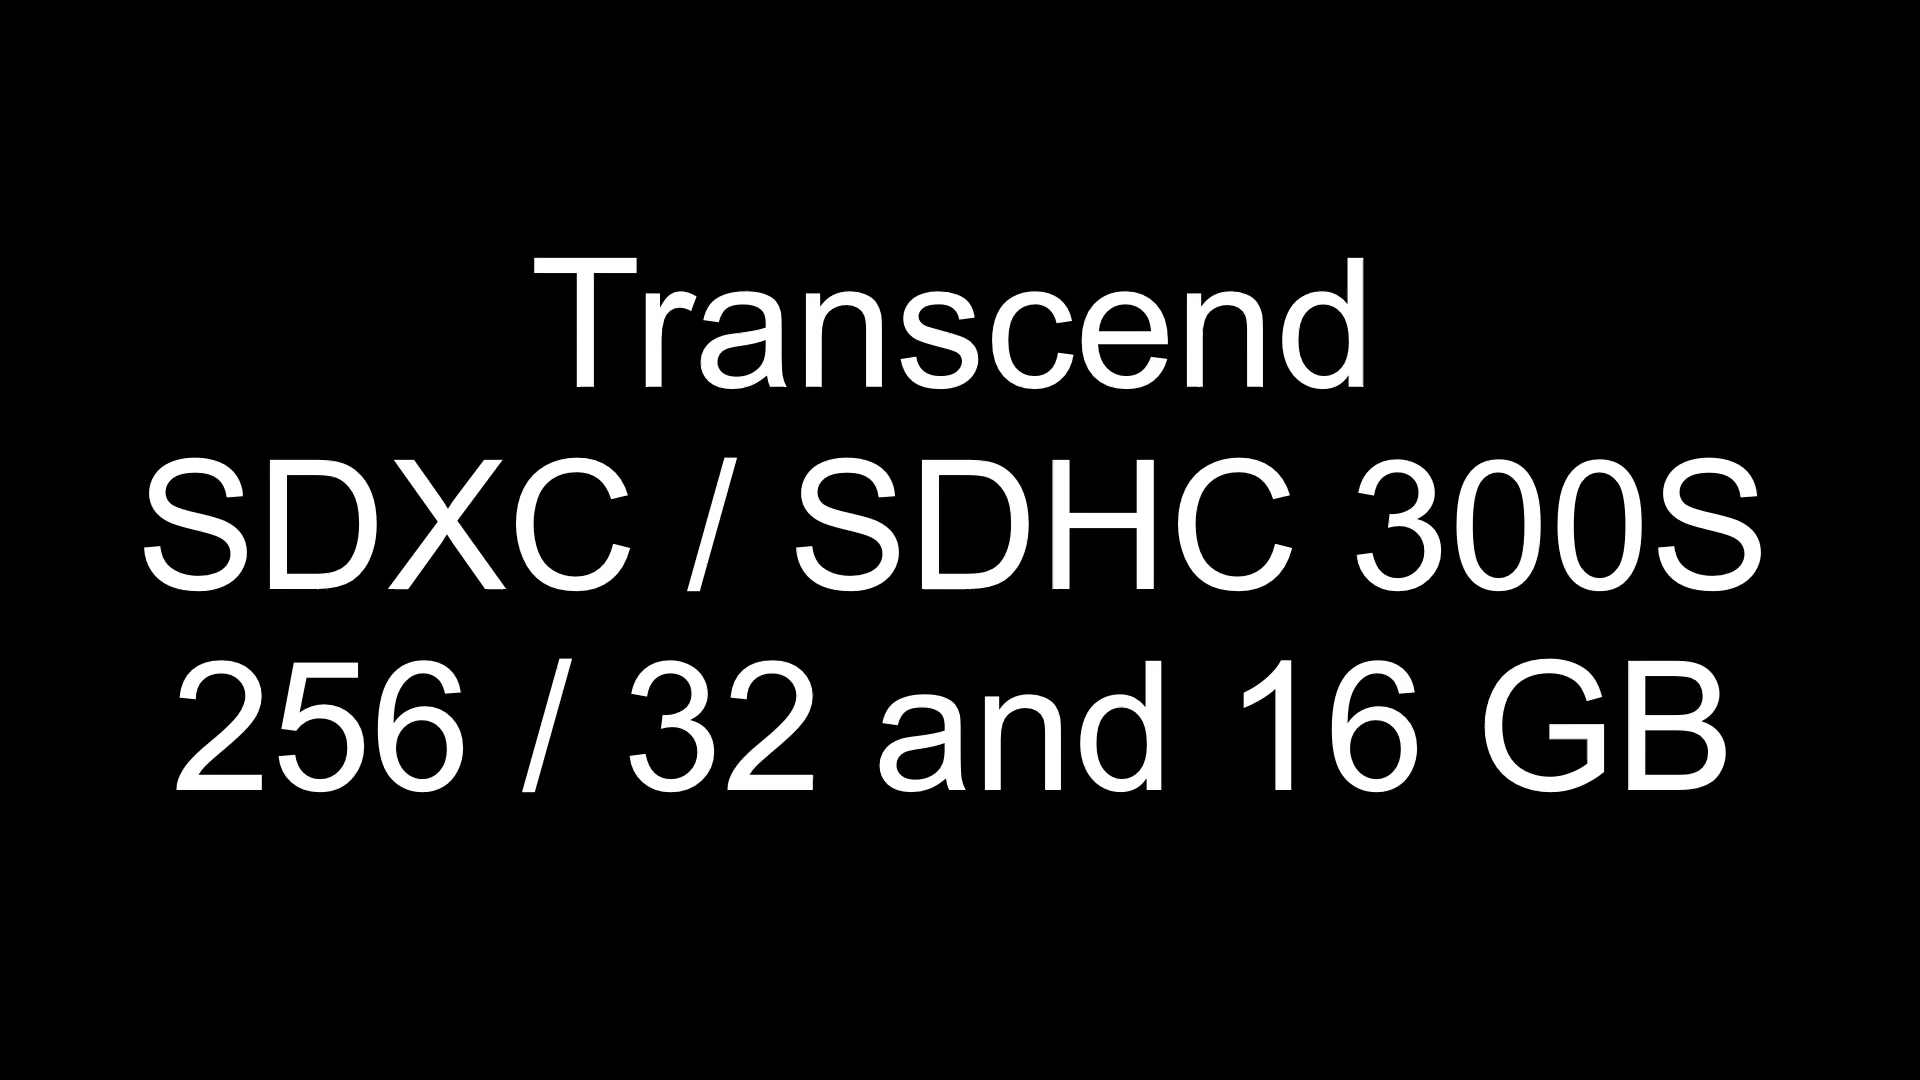 Transcend
SDXC / SDHC 300S
256 / 32 and 16 GB